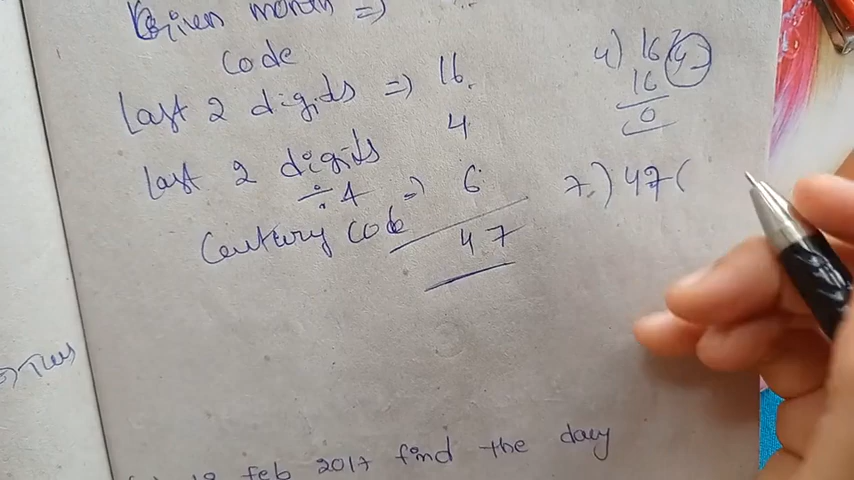 Given month =>
code
last 2 digits => 16
last 2 digits 4
÷ 4 => 6
Century code 47
4) 16 (4
16
0
7) 47 (
feb 2017 find the day